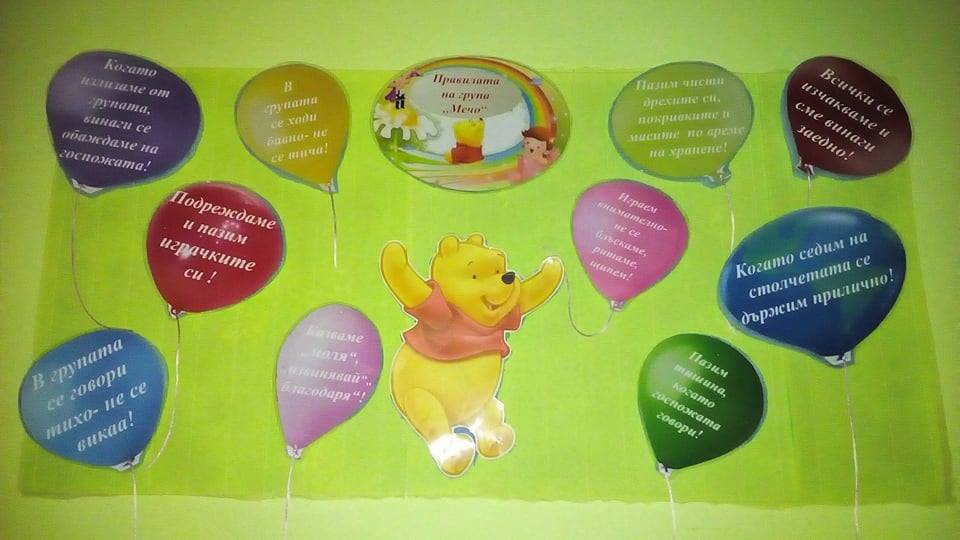 Когато
излизаме от
групата,
винаги се
обаждаме на
госпожата!
В
групата
се ходи
бавно- не
се тича!
Правилата
на група
„Мечо“
Пазим чисти
дрехите си,
покривките и
масите по време
на хранене!
Всички се
изчакваме и
сме винаги
заедно!
Подреждаме
и пазим
играчките
си !
Играем
внимателно-
не се
блъскаме,
ритаме,
щипем!
Когато седим на
столчетата се
държим прилично!
В групата
се говори
тихо- не се
викаа!
Казваме
„моля“,
„извинявай“,
„благодаря“!
Пазим
тишина,
когато
госпожата
говори!